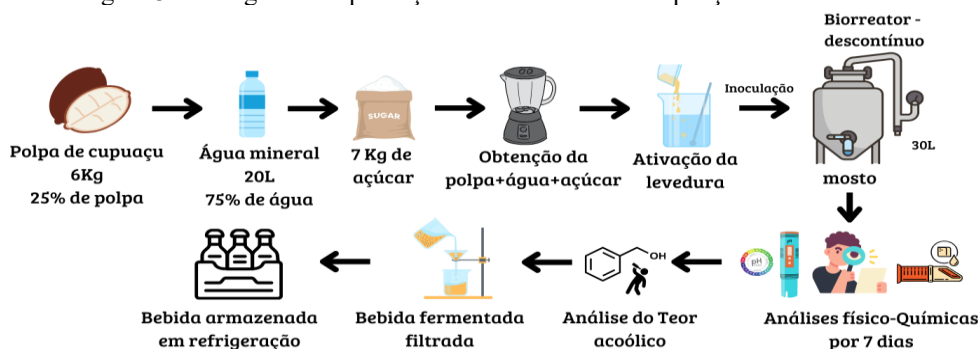 Biorreator -
descontínuo
Inoculação
SUGAR
30L
Polpa de cupuaçu
6Kg
25% de polpa
Água mineral
20L
75% de água
7 Kg de
açúcar
Obtenção da
polpa+água+açúcar
Ativação da
levedura
mosto
pH
OH
Bebida armazenada
em refrigeração
Bebida fermentada
filtrada
Análise do Teor
acoólico
Análises físico-Químicas
por 7 dias